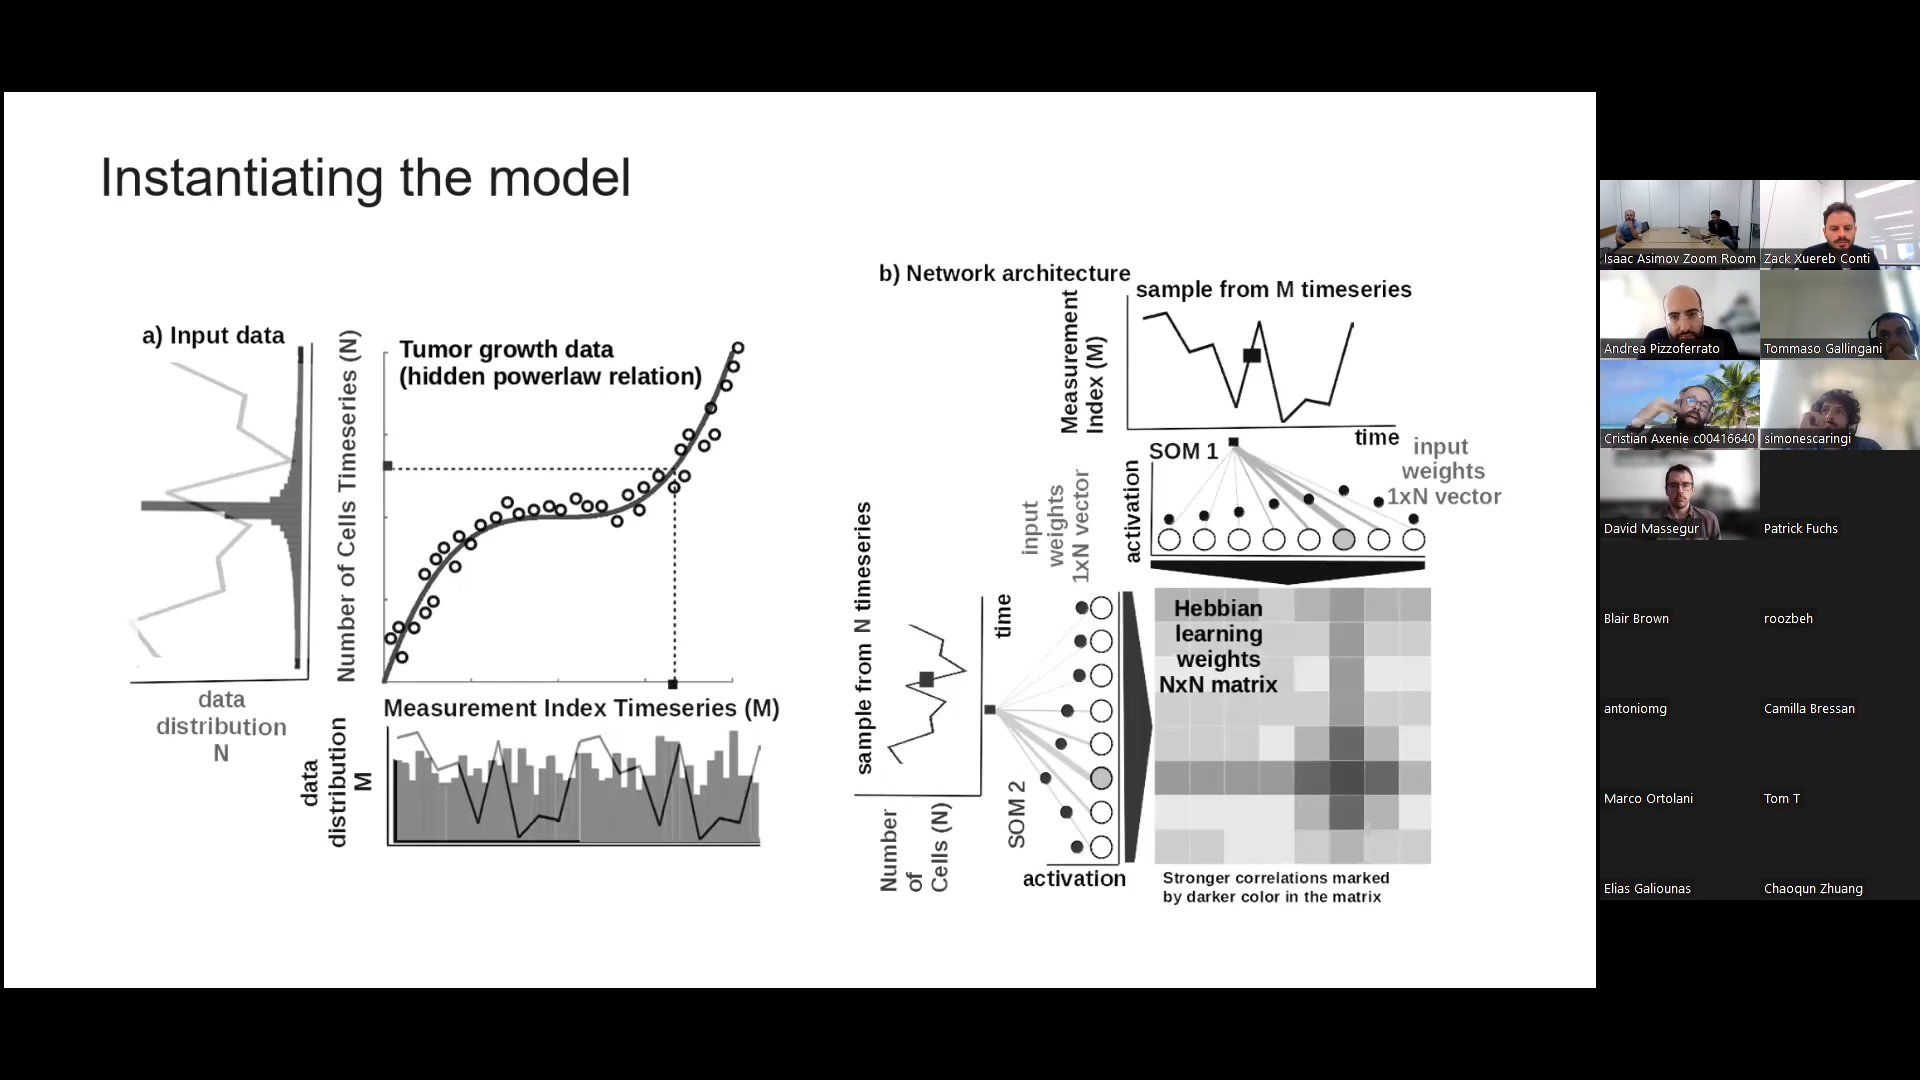 Instantiating the model
a) Input data
data
distribution
N
Number of Cells Timeseries (N)
Tumor growth data
(hidden powerlaw relation)
Measurement Index Timeseries (M)
data
distribution
M
b) Network architecture
Measurement
Index (M)
sample from M timeseries
time
SOM 1
activation
input
weights
1xN vector
input
weights
1xN vector
sample from N timeseries
time
Number
of
Cells (N)
SOM 2
activation
Hebbian
learning
weights
NxN matrix
Stronger correlations marked
by darker color in the matrix
Isaac Asimov Zoom Room
Zack Xuereb Conti
Andrea Pizzoferrato
Tommaso Gallingani
Cristian Axenie c00416640
simonescaringi
David Massegur
Patrick Fuchs
Blair Brown
roozbeh
antoniomg
Camilla Bressan
Marco Ortolani
Tom T
Elias Galiounas
Chaoqun Zhuang